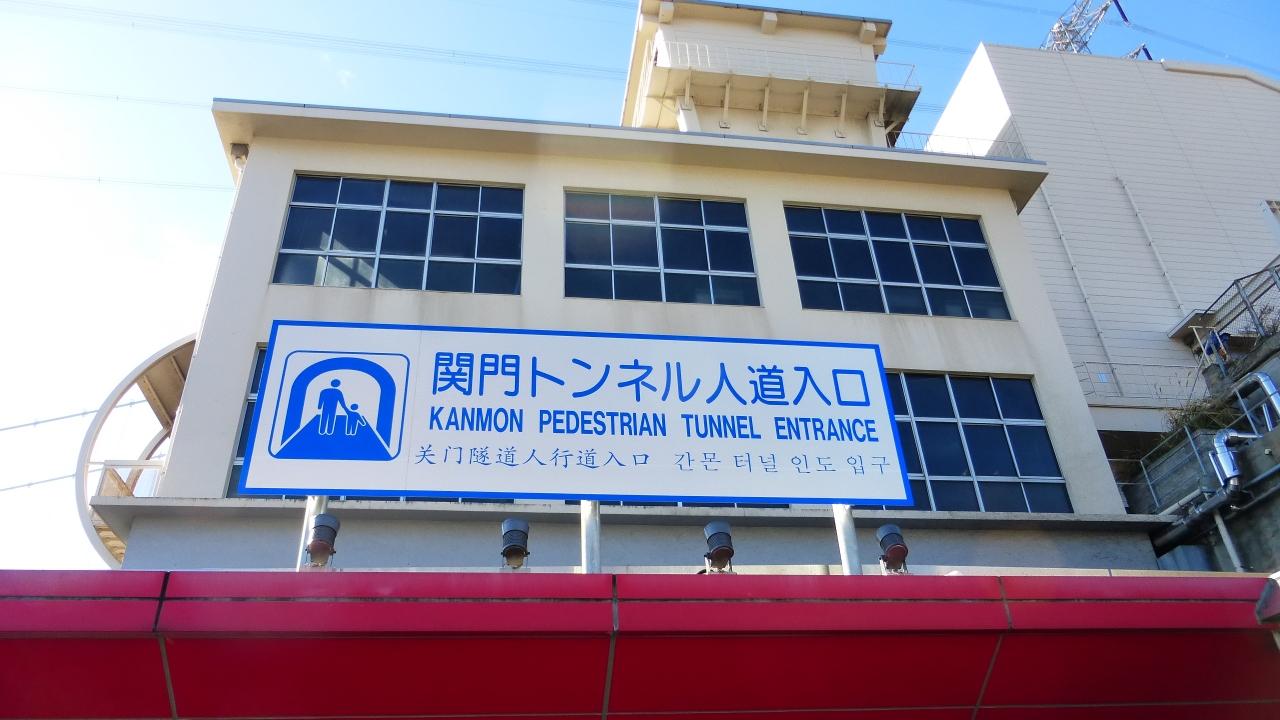 関門トンネル人道入口
KANMON PEDESTRIAN TUNNEL ENTRANCE
关门隧道人行道入口 간몬 터널 인도 입구